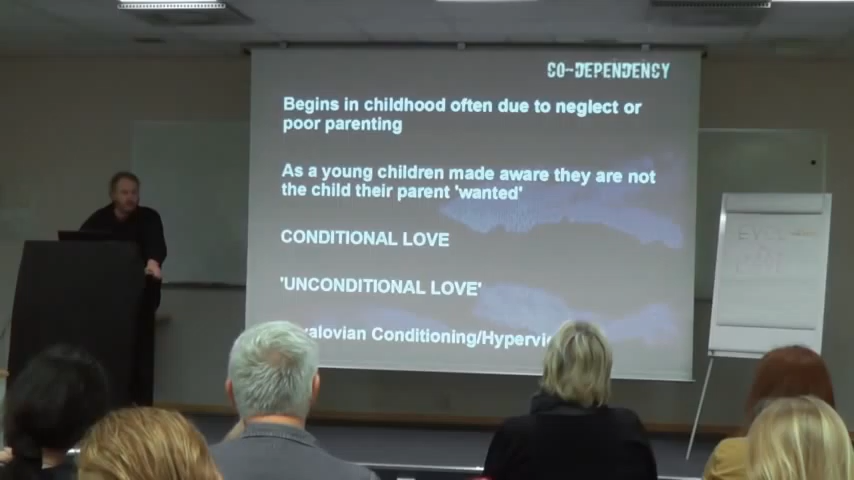 CO-DEPENDENCY
Begins in childhood often due to neglect or
poor parenting
As a young children made aware they are not
the child their parent 'wanted'
CONDITIONAL LOVE
'UNCONDITIONAL LOVE'
valovian Conditioning/Hypervi